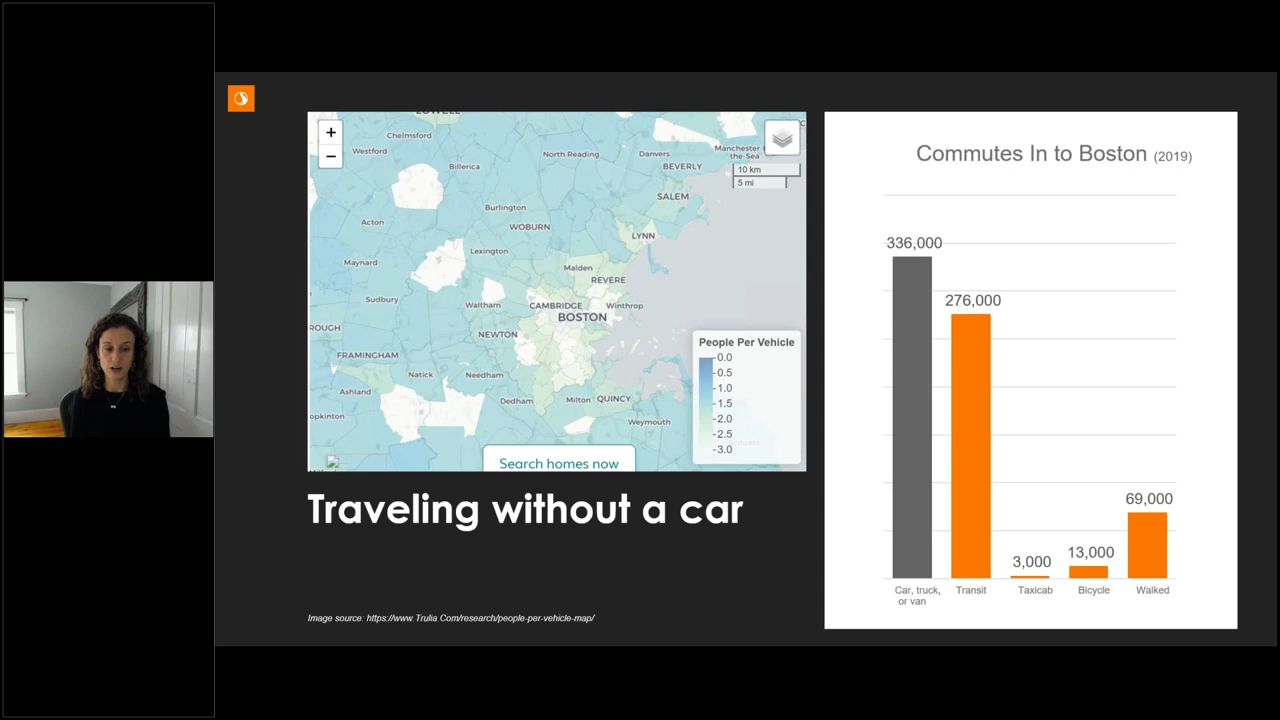 +
−
Chelmsford
Westford
Billerica
North Reading
Danvers
Manchester
the-Sea
BEVERLY
10 km
5 mi
SALEM
Burlington
Acton
WOBURN
LYNN
Lexington
Maynard
Malden
REVERE
Sudbury
Waltham
CAMBRIDGE
Winthrop
BOSTON
ROUGH
NEWTON
FRAMINGHAM
Natick
Needham
Ashland
Dedham
Milton
QUINCY
opkinton
Weymouth
People Per Vehicle
0.0
0.5
1.0
1.5
2.0
2.5
3.0
Search homes now
Traveling without a car
Image source: https://www.Trulia.Com/research/people-per-vehicle-map/
Commutes In to Boston (2019)
336,000
276,000
3,000
13,000
69,000
Car, truck,
or van
Transit
Taxicab
Bicycle
Walked